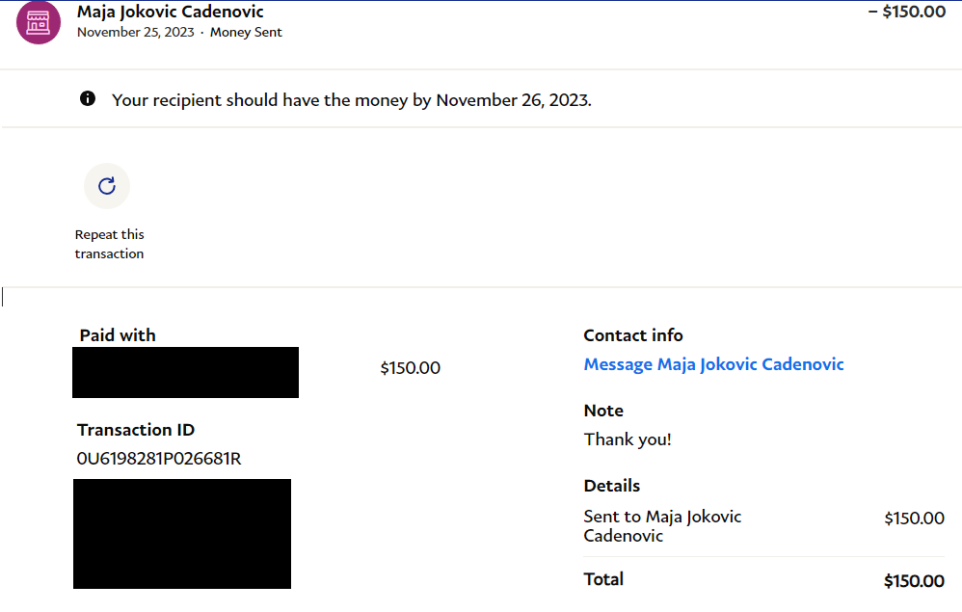 Maja Jokovic Cadenovic
– $150.00
November 25, 2023 · Money Sent
Your recipient should have the money by November 26, 2023.
Repeat this
transaction
Paid with
$150.00
Transaction ID
0U6198281P026681R
Contact info
Message Maja Jokovic Cadenovic
Note
Thank you!
Details
Sent to Maja Jokovic
Cadenovic
$150.00
Total
$150.00